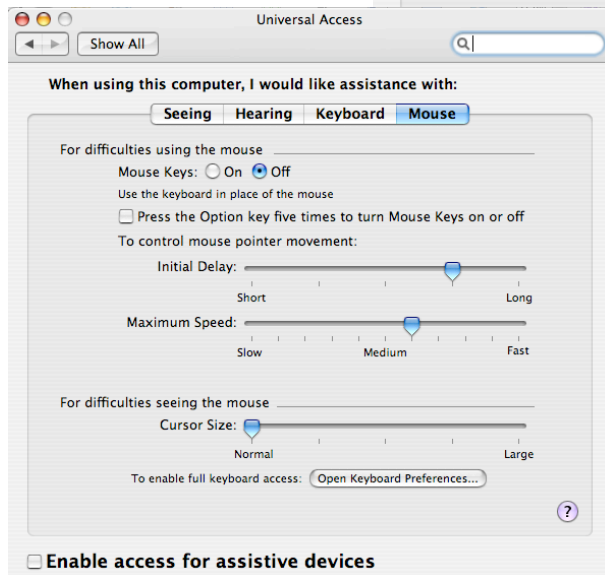 Universal Access
Show All
When using this computer, I would like assistance with:
Seeing Hearing Keyboard Mouse
For difficulties using the mouse
Mouse Keys: On Off
Use the keyboard in place of the mouse
Press the Option key five times to turn Mouse Keys on or off
To control mouse pointer movement:
Initial Delay:
Short Long
Maximum Speed:
Slow Medium Fast
For difficulties seeing the mouse
Cursor Size:
Normal Large
To enable full keyboard access: Open Keyboard Preferences...
?
Enable access for assistive devices